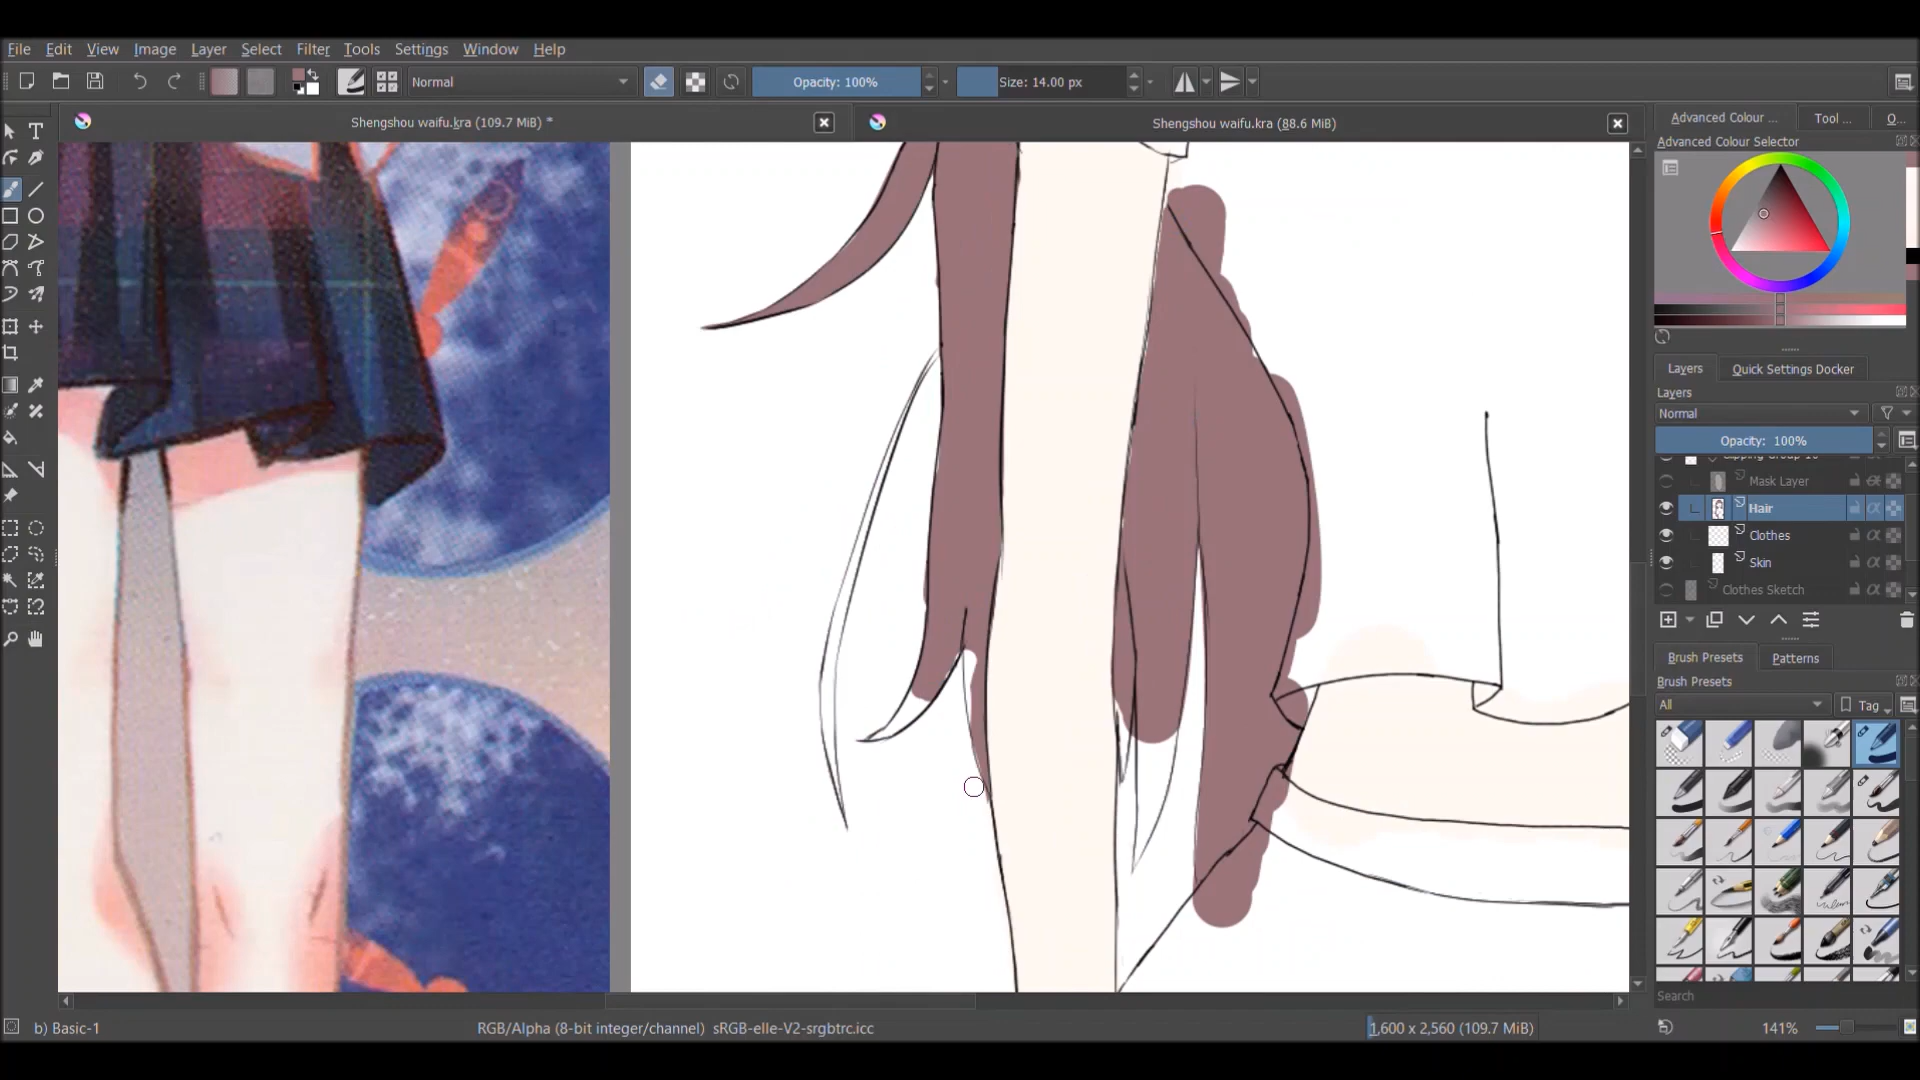 File Edit View Image Layer Select Filter Tools Settings Window Help
Normal
Opacity: 100%
Size: 14.00 px
Shengshou waifu.kra (109.7 MiB) *
Shengshou waifu.kra (88.6 MiB)
Advanced Colour ...
Tool ...
O...
Advanced Colour Selector
Layers
Quick Settings Docker
Layers
Normal
Opacity: 100%
Mask Layer
Hair
Clothes
Skin
Clothes Sketch
Brush Presets
Patterns
Brush Presets
All
Tag
Search
b) Basic-1
RGB/Alpha (8-bit integer/channel) sRGB-elle-V2-srgbtrc.icc
1,600 x 2,560 (109.7 MiB)
141%